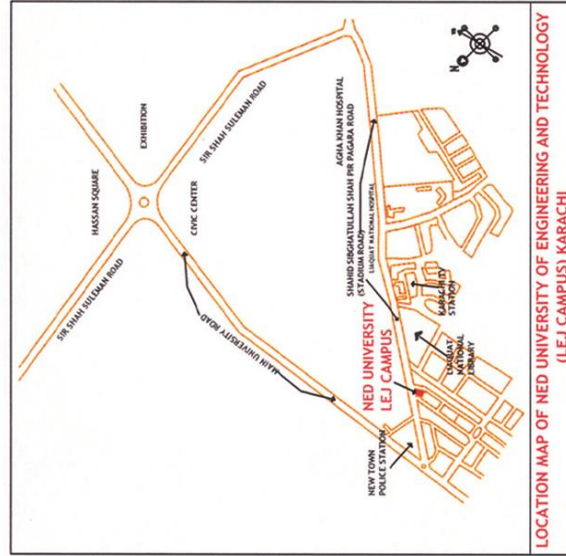 HASSAN SQUARE
EXHIBITION
SIR SHAH SULEMAN ROAD
SIR SHAH SULEMAN ROAD
CIVIC CENTER
MAIN UNIVERSITY ROAD
NEW TOWN
POLICE STATION
NED UNIVERSITY
LEJ CAMPUS
SHAHID SIBGHATULLAH SHAH PIR PAGARA ROAD
(STADIUM ROAD)
LIAQUAT NATIONAL HOSPITAL
AGHA KHAN HOSPITAL
LIAQUAT
NATIONAL
LIBRARY
STATION
N
LOCATION MAP OF NED UNIVERSITY OF ENGINEERING AND TECHNOLOGY
(LEJ CAMPUS) KARACHI